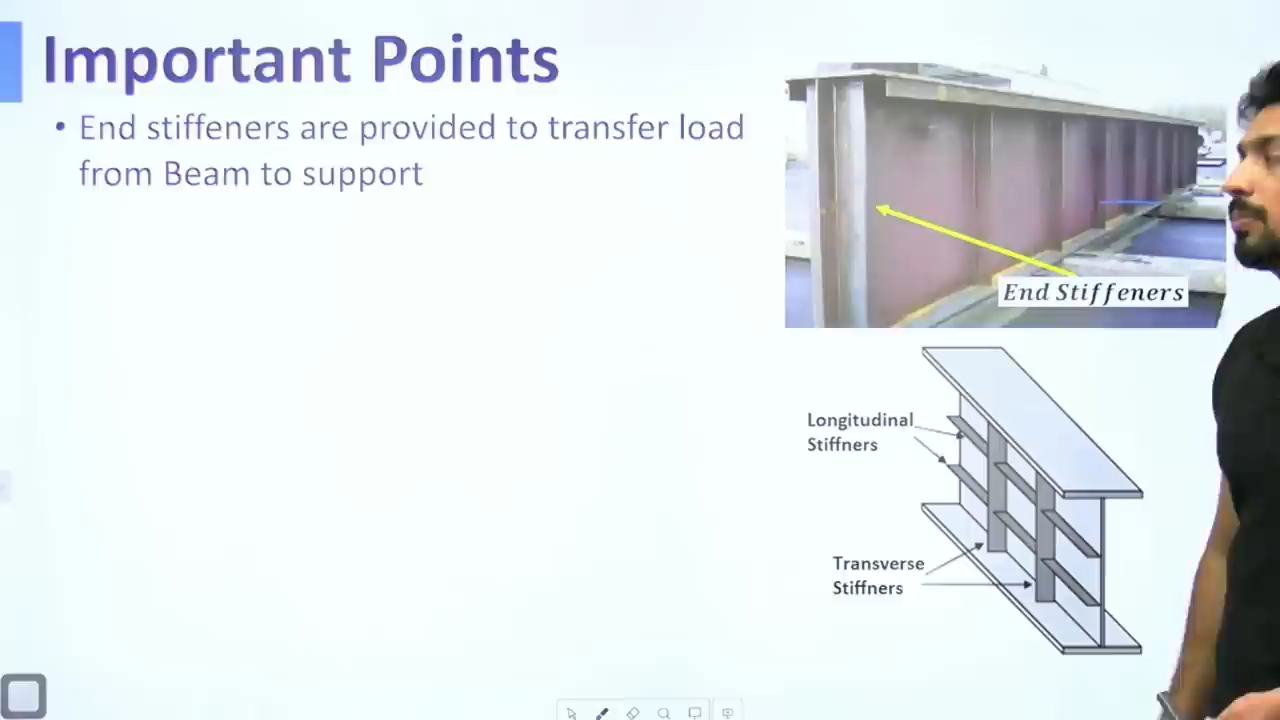 Important Points
• End stiffeners are provided to transfer load
from Beam to support
End Stiffeners
Longitudinal
Stiffners
Transverse
Stiffners